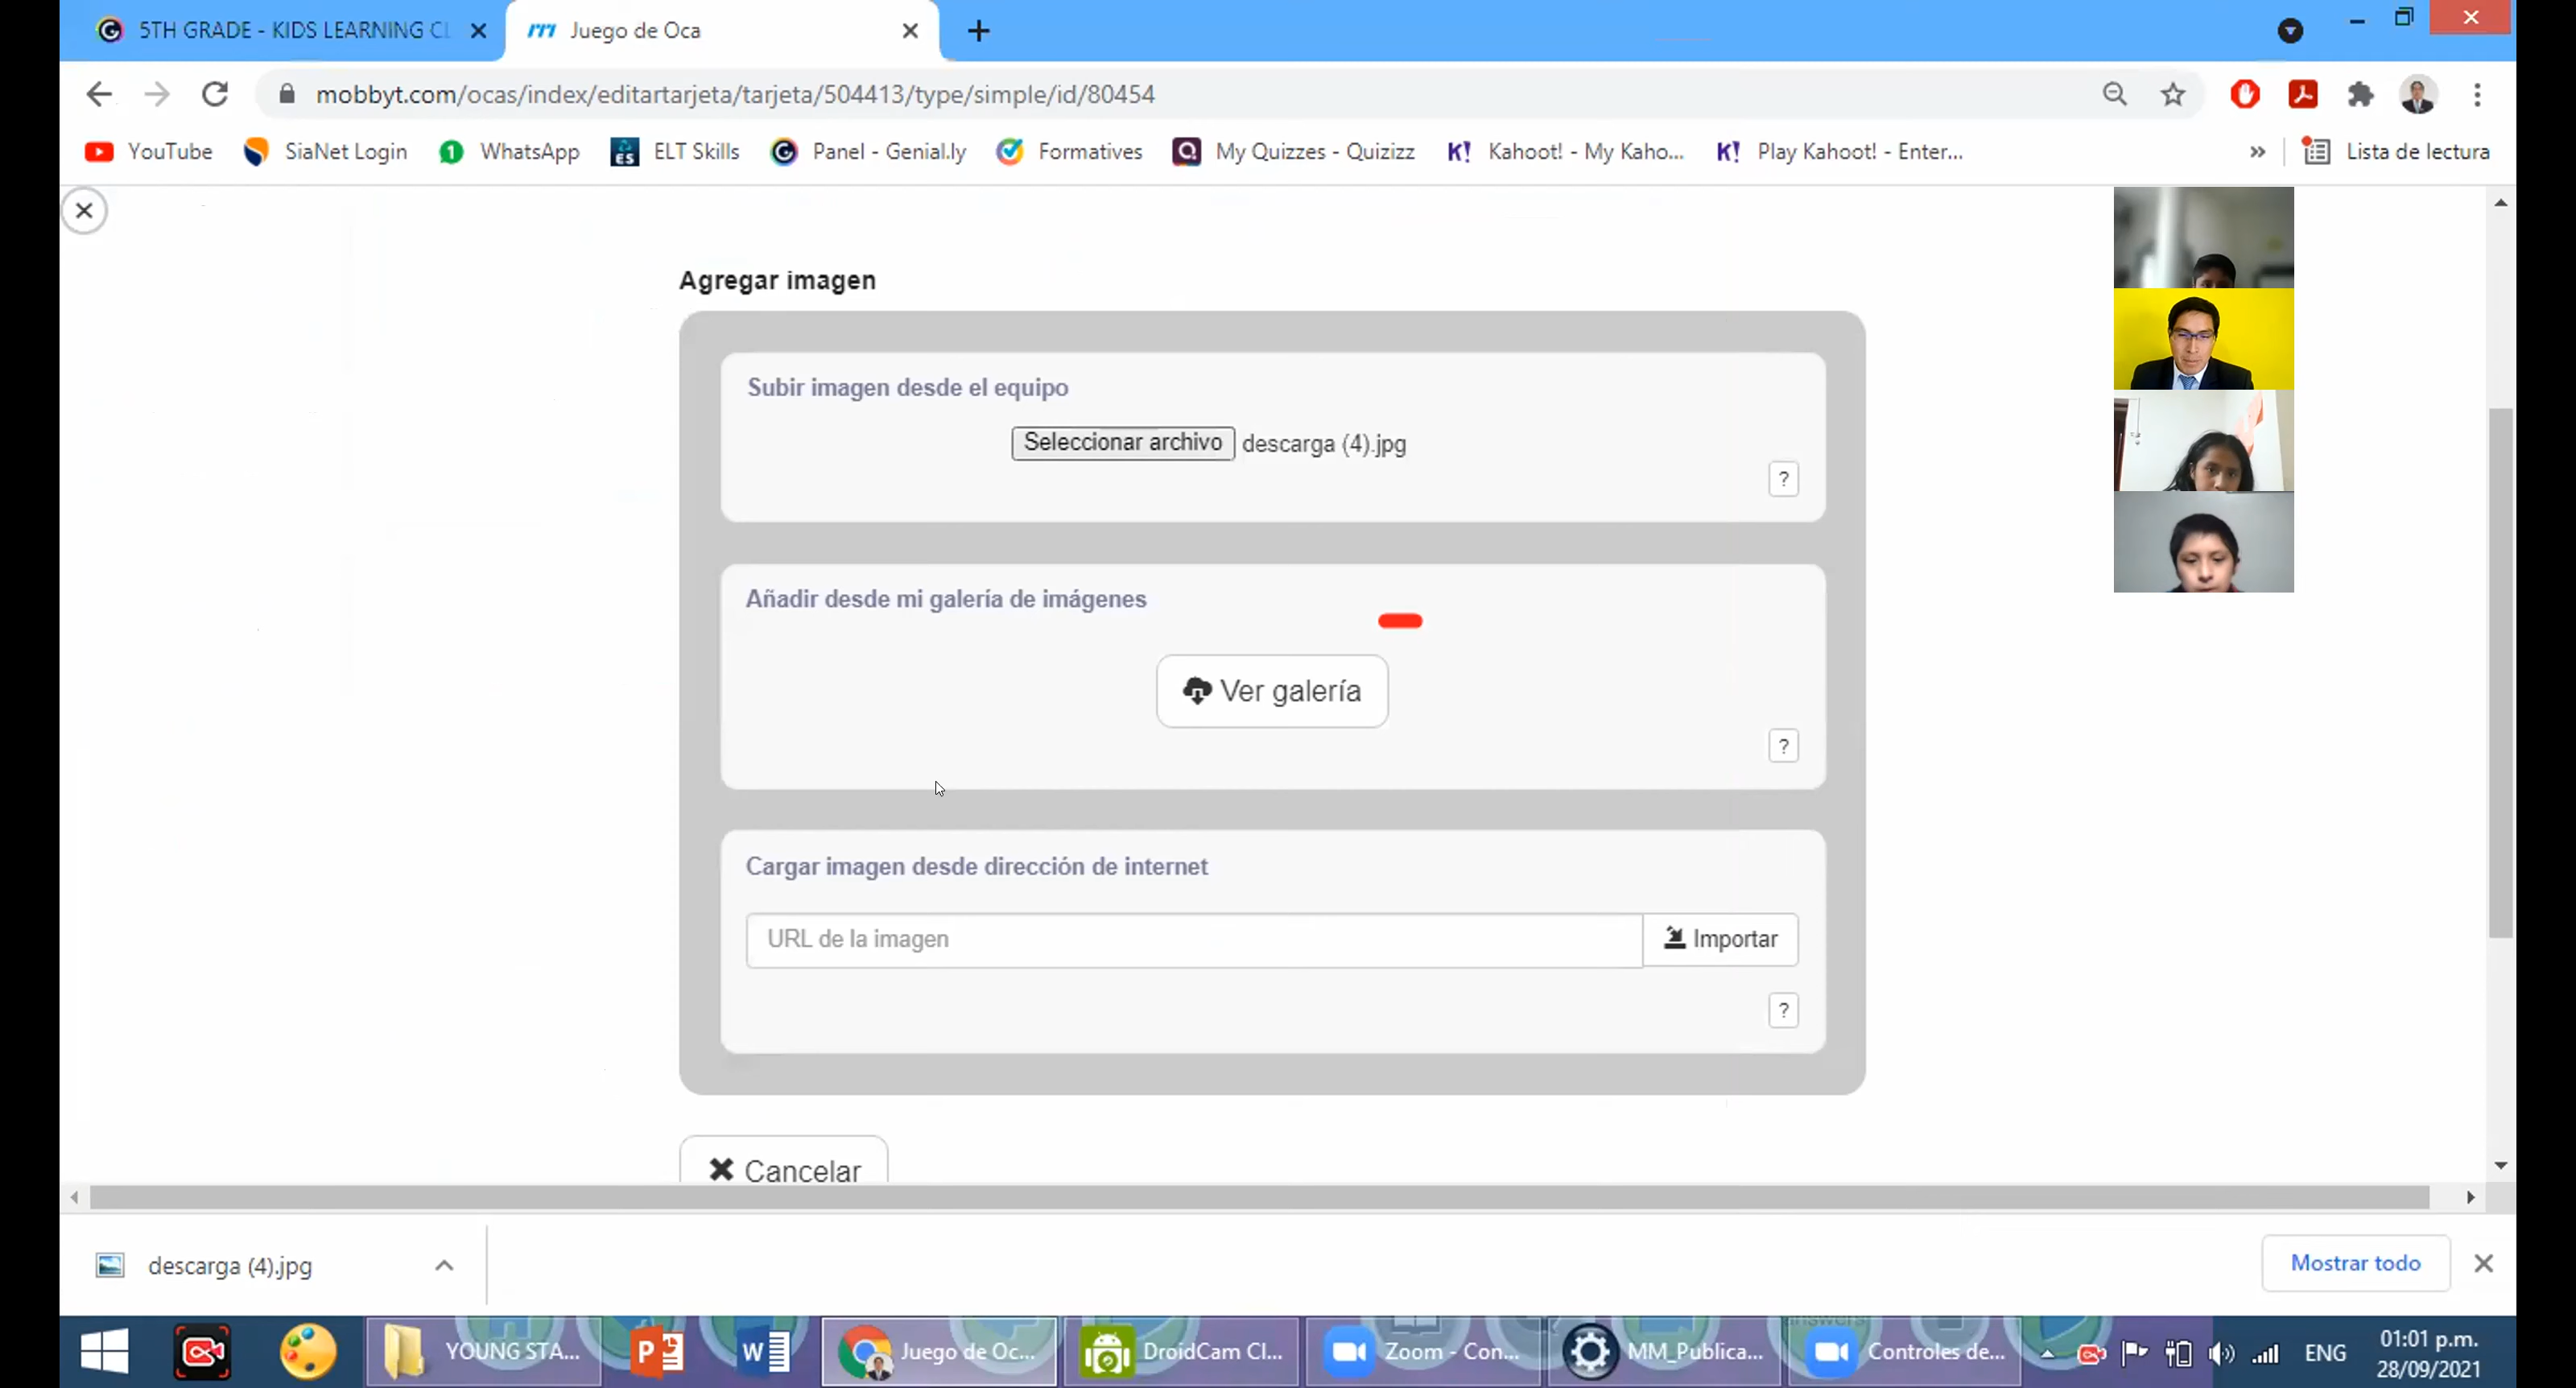 5TH GRADE - KIDS LEARNING CL
Juego de Oca
mobbyt.com/ocas/index/editartarjeta/tarjeta/504413/type/simple/id/80454
YouTube
SiaNet Login
1
WhatsApp
ES
ELT Skills
Panel - Genial.ly
Formatives
My Quizzes - Quizizz
K! Kahoot! - My Kaho...
K! Play Kahoot! - Enter...
»
Lista de lectura
Agregar imagen
Subir imagen desde el equipo
Seleccionar archivo descarga (4).jpg
?
Añadir desde mi galería de imágenes
Ver galería
?
Cargar imagen desde dirección de internet
URL de la imagen
Importar
?
Cancelar
descarga (4).jpg
Mostrar todo
YOUNG STA...
Juego de Oc...
DroidCam Cl...
Zoom - Con...
MM_Publica...
Controles de...
ENG
01:01 p.m.
28/09/2021